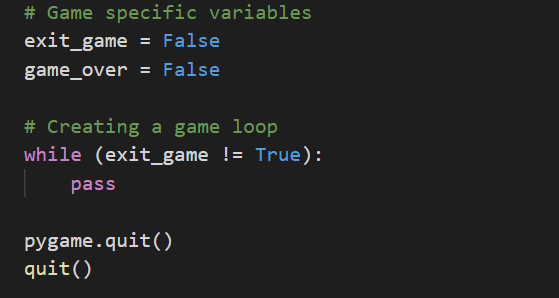 # Game specific variables
exit_game = False
game_over = False
# Creating a game loop
while (exit_game != True):
    pass
pygame.quit()
quit()